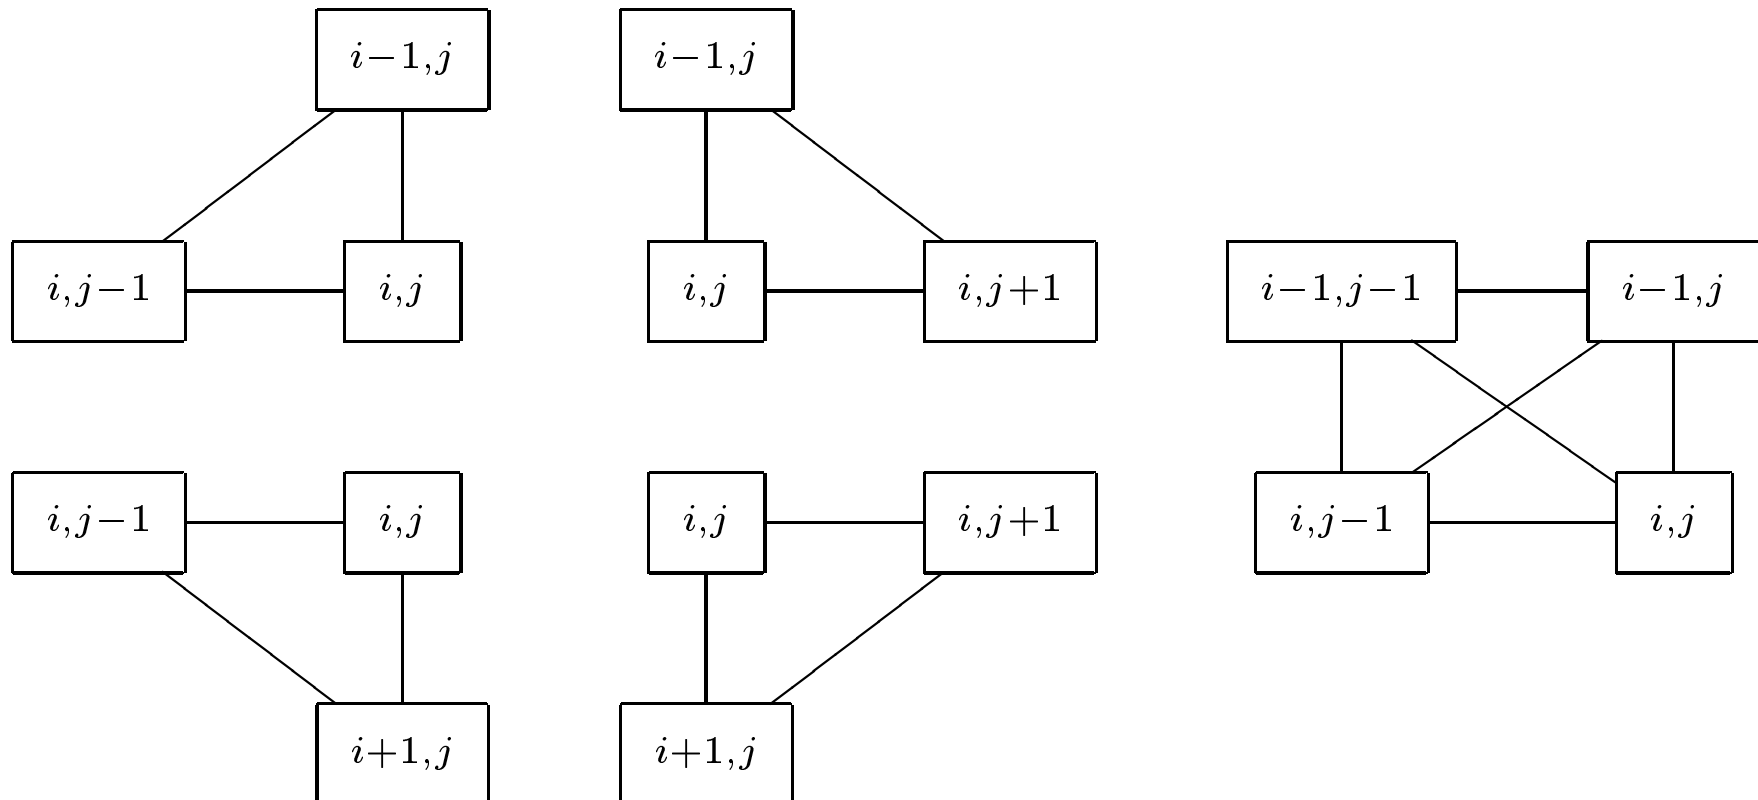 i−1,j i−1,j
i,j−1 i,j i,j i,j+1 i−1,j−1 i−1,j
i,j−1 i,j i,j i,j+1 i,j−1 i,j
i+1,j i+1,j